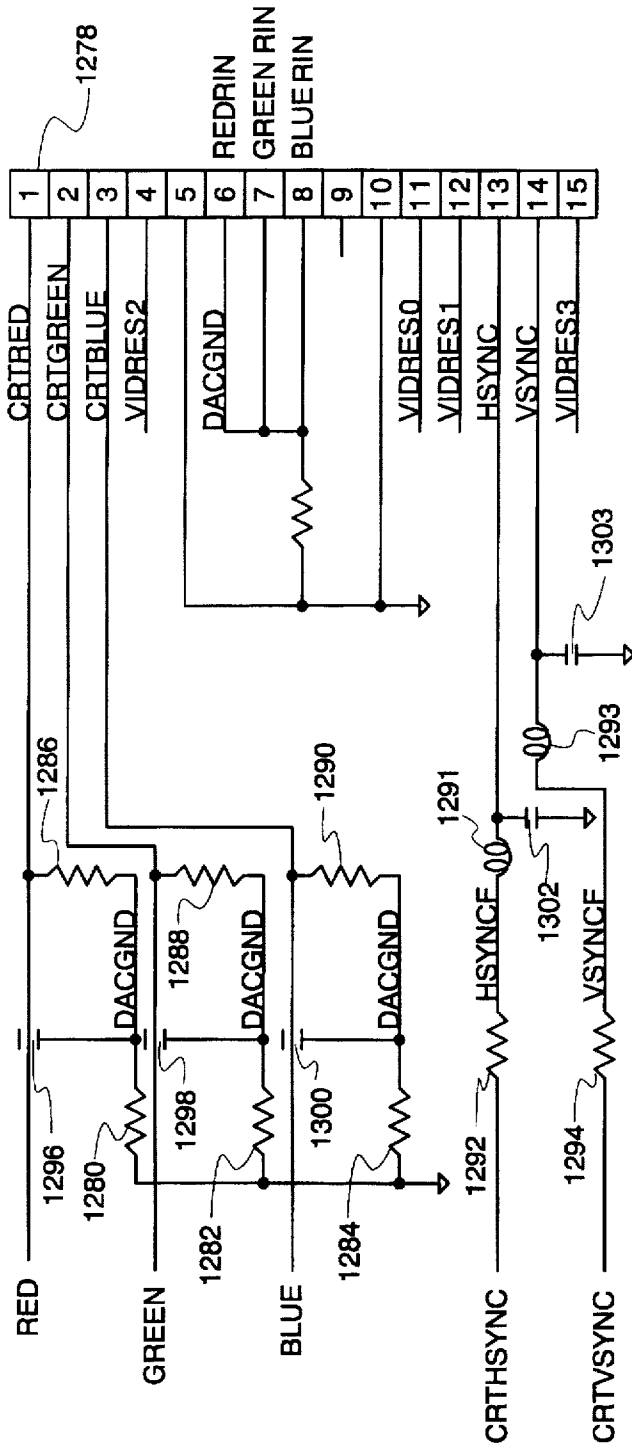 1278
1
2
3
4
5
6
7
8
9
10
11
12
13
14
15
REDRIN
GREEN RIN
BLUE RIN
CRTRED
CRTGREEN
CRTBLUE
VIDRES2
DACGND
VIDRES0
VIDRES1
HSYNC
VSYNC
VIDRES3
1303
1286
1290
1291
1293
1288
1302
DACGND
DACGND
DACGND
HSYNCF
VSYNCF
1296
1280
1298
1282
1300
1284
1292
1294
RED
GREEN
BLUE
CRTHSYNC
CRTVSYNC